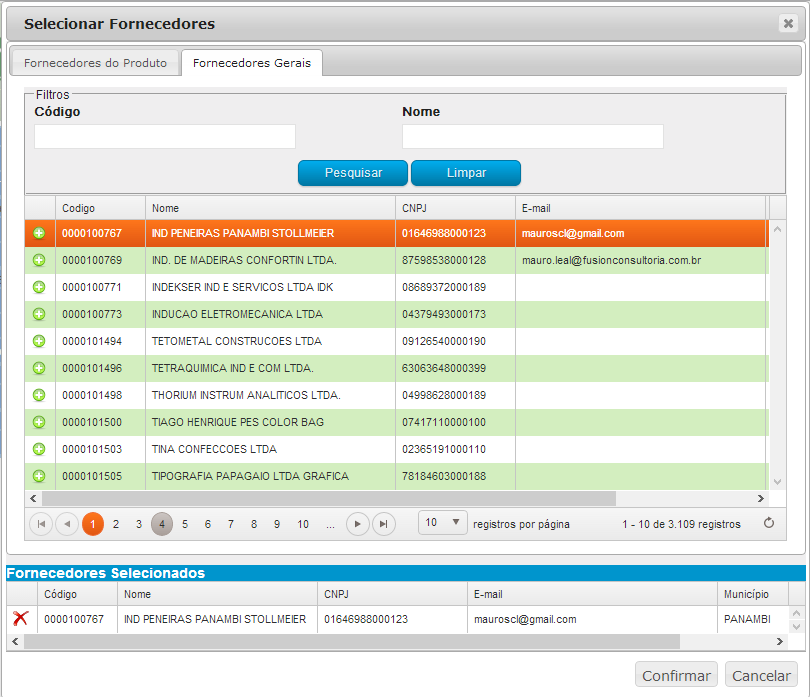 Selecionar Fornecedores
Fornecedores do Produto Fornecedores Gerais
Filtros
Código Nome
Pesquisar Limpar
Codigo Nome CNPJ E-mail
0000100767 IND PENEIRAS PANAMBI STOLLMEIER 01646988000123 mauroscl@gmail.com
0000100769 IND. DE MADEIRAS CONFORTIN LTDA. 87598538000128 mauro.leal@fusionconsultoria.com.br
0000100771 INDEKSER IND E SERVICOS LTDA IDK 08689372000189
0000100773 INDUCAO ELETROMECANICA LTDA 04379493000173
0000101494 TETOMETAL CONSTRUCOES LTDA 09126540000190
0000101496 TETRAQUIMICA IND E COM LTDA. 63063648000399
0000101498 THORIUM INSTRUM ANALITICOS LTDA. 04998628000189
0000101500 TIAGO HENRIQUE PES COLOR BAG 07417110000100
0000101503 TINA CONFECCOES LTDA 02365191000110
0000101505 TIPOGRAFIA PAPAGAIO LTDA GRAFICA 78184603000188
1 2 3 4 5 6 7 8 9 10 ... 10 registros por página 1 - 10 de 3.109 registros
Fornecedores Selecionados
Código Nome CNPJ E-mail Município
0000100767 IND PENEIRAS PANAMBI STOLLMEIER 01646988000123 mauroscl@gmail.com PANAMBI
Confirmar Cancelar